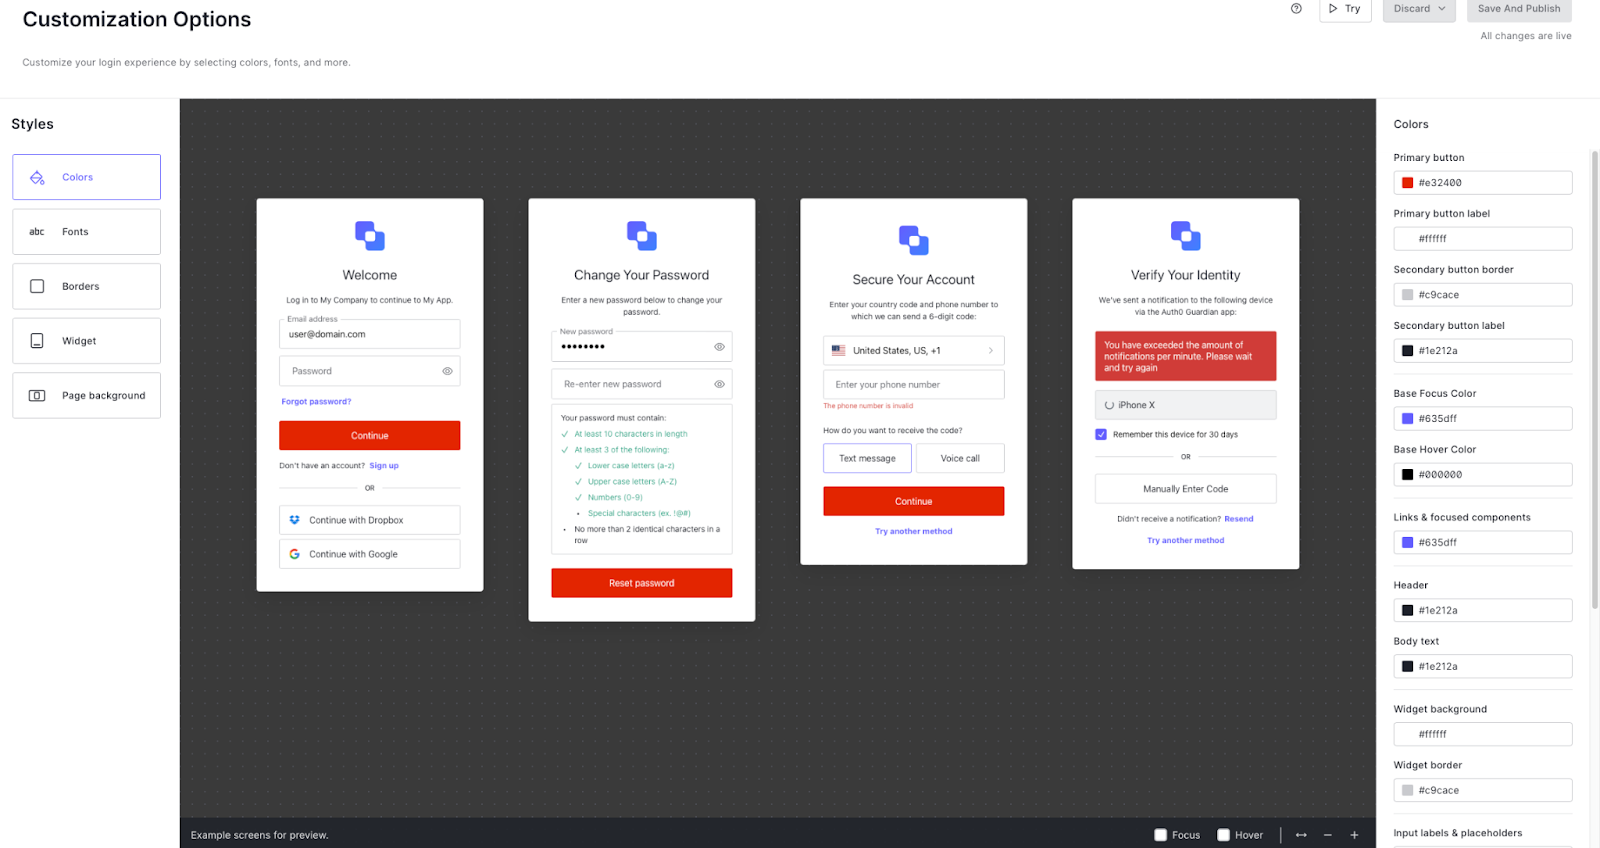 Customization Options
Try
Discard
Save And Publish
All changes are live
Customize your login experience by selecting colors, fonts, and more.
Styles
Colors
abc Fonts
Borders
Widget
Page background
Welcome
Log in to My Company to continue to My App.
Email address
user@domain.com
Password
Forgot password?
Continue
Don't have an account? Sign up
OR
Continue with Dropbox
Continue with Google
Change Your Password
Enter a new password below to change your
password.
New password
Re-enter new password
Your password must contain:
At least 10 characters in length
At least 3 of the following:
Lower case letters (a-z)
Upper case letters (A-Z)
Numbers (0-9)
Special characters (ex. !@#)
No more than 2 identical characters in a
row
Reset password
Secure Your Account
Enter your country code and phone number to
which we can send a 6-digit code:
United States, US, +1
Enter your phone number
The phone number is invalid
How do you want to receive the code?
Text message
Voice call
Continue
Try another method
Verify Your Identity
We've sent a notification to the following device
via the Auth0 Guardian app:
You have exceeded the amount of
notifications per minute. Please wait
and try again
iPhone X
Remember this device for 30 days
OR
Manually Enter Code
Didn't receive a notification? Resend
Try another method
Example screens for preview.
Focus
Hover
Colors
Primary button
#e32400
Primary button label
#ffffff
Secondary button border
#c9cace
Secondary button label
#1e212a
Base Focus Color
#635dff
Base Hover Color
#000000
Links & focused components
#635dff
Header
#1e212a
Body text
#1e212a
Widget background
#ffffff
Widget border
#c9cace
Input labels & placeholders